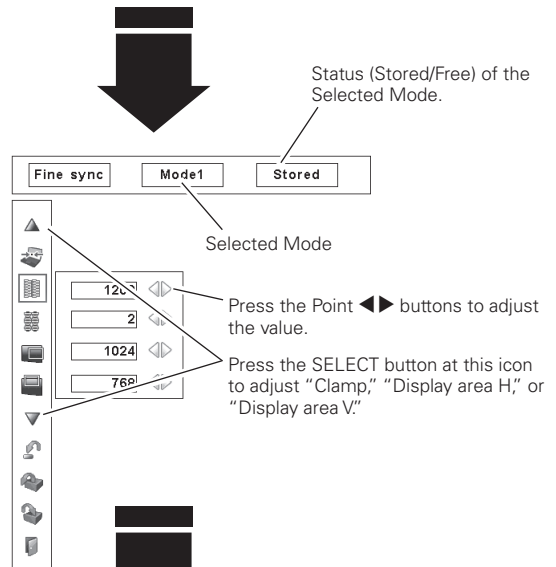 Status (Stored/Free) of the
Selected Mode.
Fine sync Mode1 Stored
Selected Mode
2
1024
768
Press the Point ◀▶ buttons to adjust
the value.
Press the SELECT button at this icon
to adjust “Clamp,” “Display area H,” or
“Display area V.”